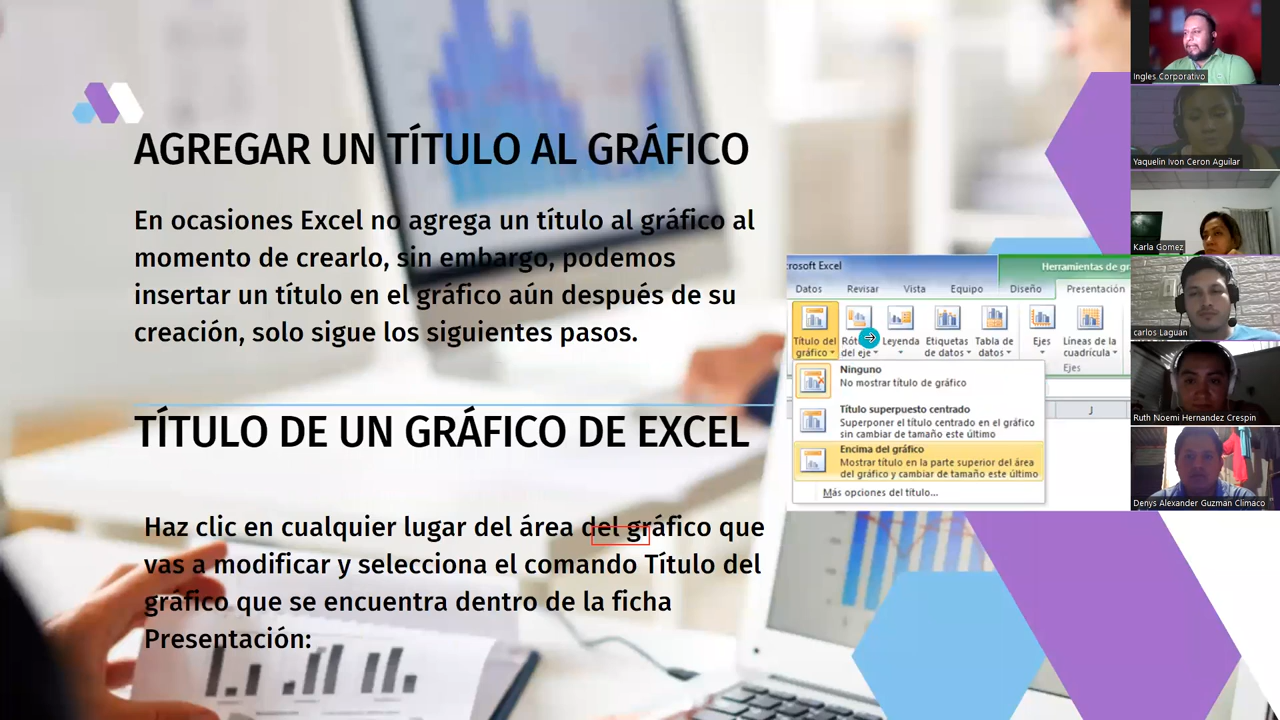 AGREGAR UN TÍTULO AL GRÁFICO
En ocasiones Excel no agrega un título al gráfico al
momento de crearlo, sin embargo, podemos
insertar un título en el gráfico aún después de su
creación, solo sigue los siguientes pasos.
TÍTULO DE UN GRÁFICO DE EXCEL
Haz clic en cualquier lugar del área del gráfico que
vas a modificar y selecciona el comando Título del
gráfico que se encuentra dentro de la ficha
Presentación:
crosoft Excel
Herramientas de gr
Datos Revisar Vista Equipo Diseño Presentación
Título del gráfico
del eje
Leyenda
Etiquetas de datos
Tabla de datos
Ejes
Líneas de la cuadrícula
Ejes
Ninguno
No mostrar título de gráfico
Título superpuesto centrado
Superponer el título centrado en el gráfico
sin cambiar de tamaño este último
Encima del gráfico
Mostrar título en la parte superior del área
del gráfico y cambiar de tamaño este último
Más opciones del título...
J
Ingles Corporativo
Yaquelin Ivon Ceron Aguilar
Karla Gomez
carlos Laguan
Ruth Noemi Hernandez Crespin
Denys Alexander Guzman Climaco